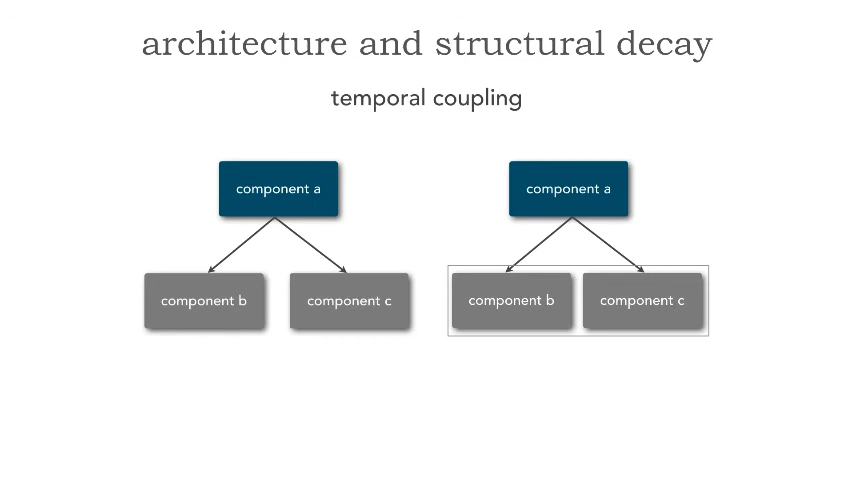 architecture and structural decay
temporal coupling
component a
component a
component b
component c
component b
component c